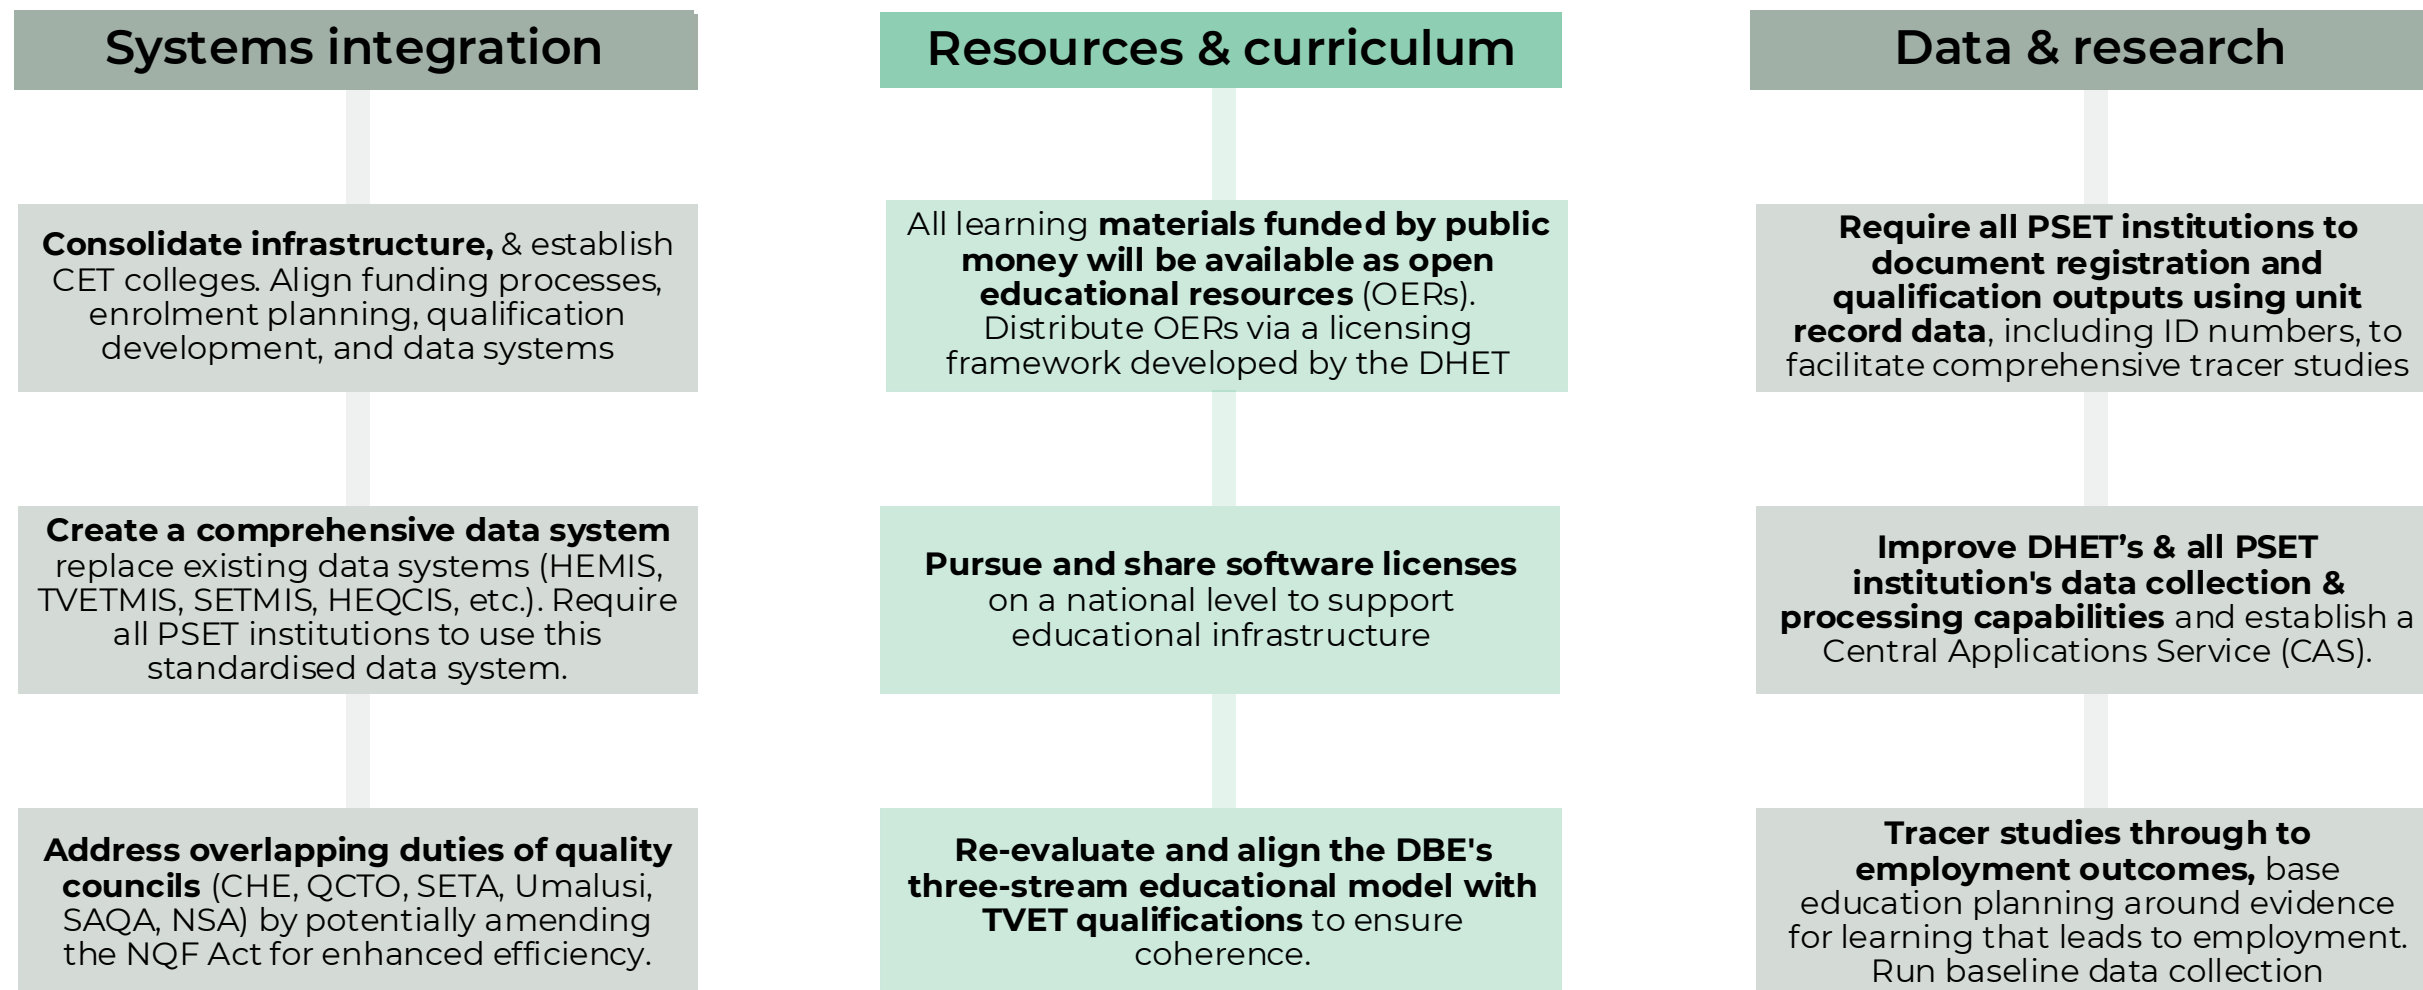 Systems integration
Consolidate infrastructure, & establish
CET colleges. Align funding processes,
enrolment planning, qualification
development, and data systems
Create a comprehensive data system
replace existing data systems (HEMIS,
TVETMIS, SETMIS, HEQCIS, etc.). Require
all PSET institutions to use this
standardised data system.
Address overlapping duties of quality
councils (CHE, QCTO, SETA, Umalusi,
SAQA, NSA) by potentially amending
the NQF Act for enhanced efficiency.
Resources & curriculum
All learning materials funded by public
money will be available as open
educational resources (OERs).
Distribute OERs via a licensing
framework developed by the DHET
Pursue and share software licenses
on a national level to support
educational infrastructure
Re-evaluate and align the DBE's
three-stream educational model with
TVET qualifications to ensure
coherence.
Data & research
Require all PSET institutions to
document registration and
qualification outputs using unit
record data, including ID numbers, to
facilitate comprehensive tracer studies
Improve DHET’s & all PSET
institution's data collection &
processing capabilities and establish a
Central Applications Service (CAS).
Tracer studies through to
employment outcomes, base
education planning around evidence
for learning that leads to employment.
Run baseline data collection